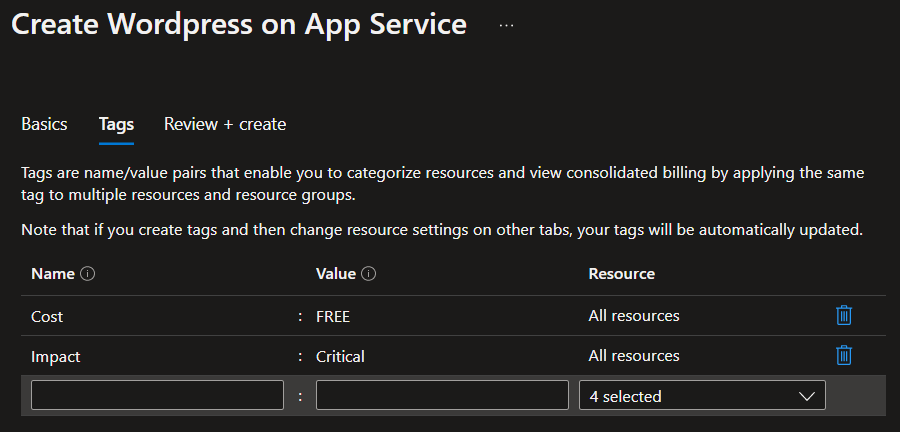 Create Wordpress on App Service ...
Basics Tags Review + create
Tags are name/value pairs that enable you to categorize resources and view consolidated billing by applying the same
tag to multiple resources and resource groups.
Note that if you create tags and then change resource settings on other tabs, your tags will be automatically updated.
Name Value Resource
Cost : FREE All resources
Impact : Critical All resources
: 4 selected